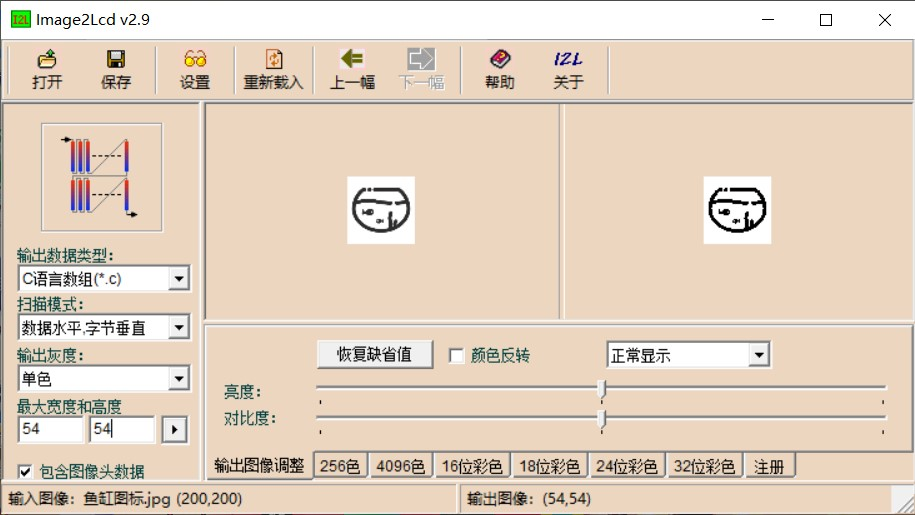 I2L Image2Lcd v2.9
打开 保存 设置 重新载入 上一幅 下一幅 帮助 关于
I2L
输出数据类型：
C语言数组(*.c)
扫描模式：
数据水平,字节垂直
输出灰度：
单色
最大宽度和高度
54 54
包含图像头数据
恢复缺省值 颜色反转 正常显示
亮度：
对比度：
输出图像调整 256色 4096色 16位彩色 18位彩色 24位彩色 32位彩色 注册
输入图像：鱼缸图标.jpg (200,200) 输出图像：(54,54)